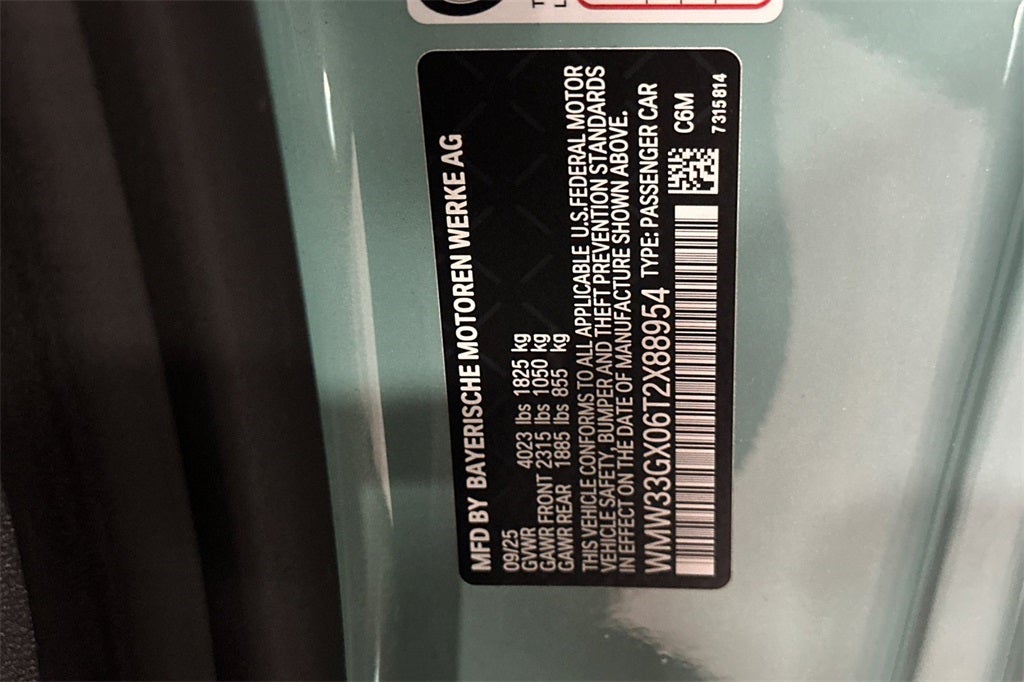 MFD BY BAYERISCHE MOTOREN WERKE AG
09/25
GVWR 4023 lbs 1825 kg
GAWR FRONT 2315 lbs 1050 kg
GAWR REAR 1885 lbs 855 kg
THIS VEHICLE CONFORMS TO ALL APPLICABLE U.S.FEDERAL MOTOR
VEHICLE SAFETY, BUMPER AND THEFT PREVENTION STANDARDS
IN EFFECT ON THE DATE OF MANUFACTURE SHOWN ABOVE.
WMW33GX06T2X88954 TYPE: PASSENGER CAR
C6M
7315814